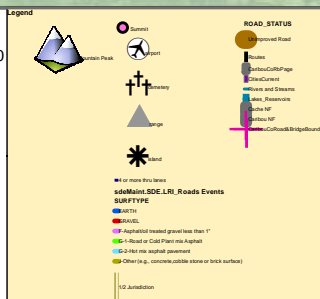 Legend
0
Mountain Peak
Summit
Airport
Cemetery
Range
Island
4 or more thru lanes
sdeMaint.SDE.LRI_Roads Events
SURFTYPE
EARTH
GRAVEL
F-Asphalt/oil treated gravel less than 1"
G-1-Road or Cold Plant mix Asphalt
G-2-Hot mix asphalt pavement
J-Other (e.g., concrete,cobble stone or brick surface)
1/2 Jurisdiction
ROAD_STATUS
Unimproved Road
Routes
CaribouCoRbPage
CitiesCurrent
Rivers and Streams
Lakes_Reservoirs
Cache NF
Caribou NF
CaribouCoRoad&BridgeBound